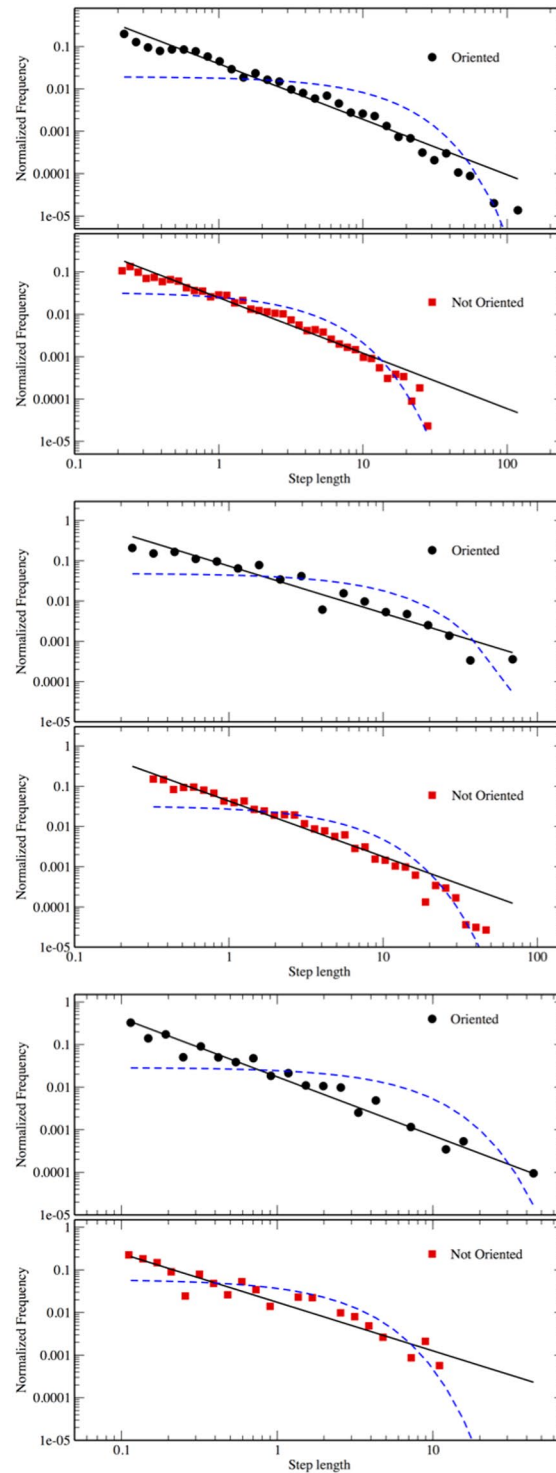 Normalized Frequency
0.1
0.01
0.001
0.0001
1e-05
Oriented
Normalized Frequency
0.1
0.01
0.001
0.0001
1e-05
Not Oriented
0.1 1 10 100
Step length
Normalized Frequency
1
0.1
0.01
0.001
0.0001
1e-05
Oriented
Normalized Frequency
1
0.1
0.01
0.001
0.0001
1e-05
Not Oriented
0.1 1 10 100
Step length
Normalized Frequency
1
0.1
0.01
0.001
0.0001
1e-05
Oriented
Normalized Frequency
1
0.1
0.01
0.001
0.0001
1e-05
Not Oriented
0.1 1 10
Step length